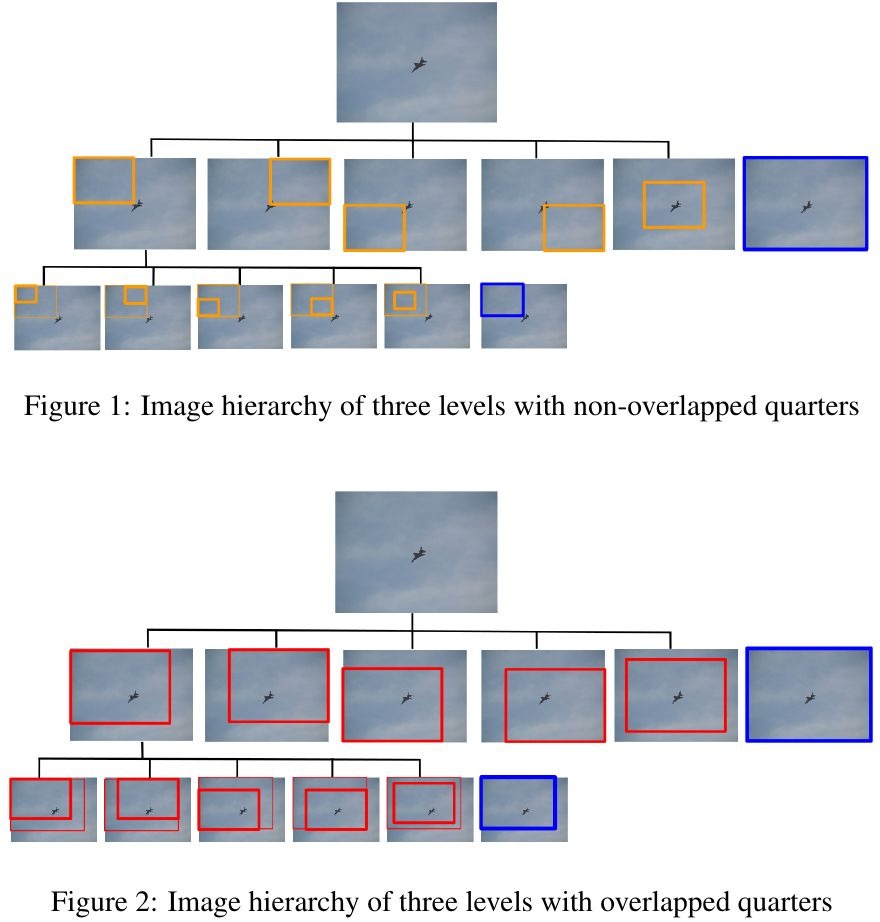 Figure 1: Image hierarchy of three levels with non-overlapped quarters
Figure 2: Image hierarchy of three levels with overlapped quarters